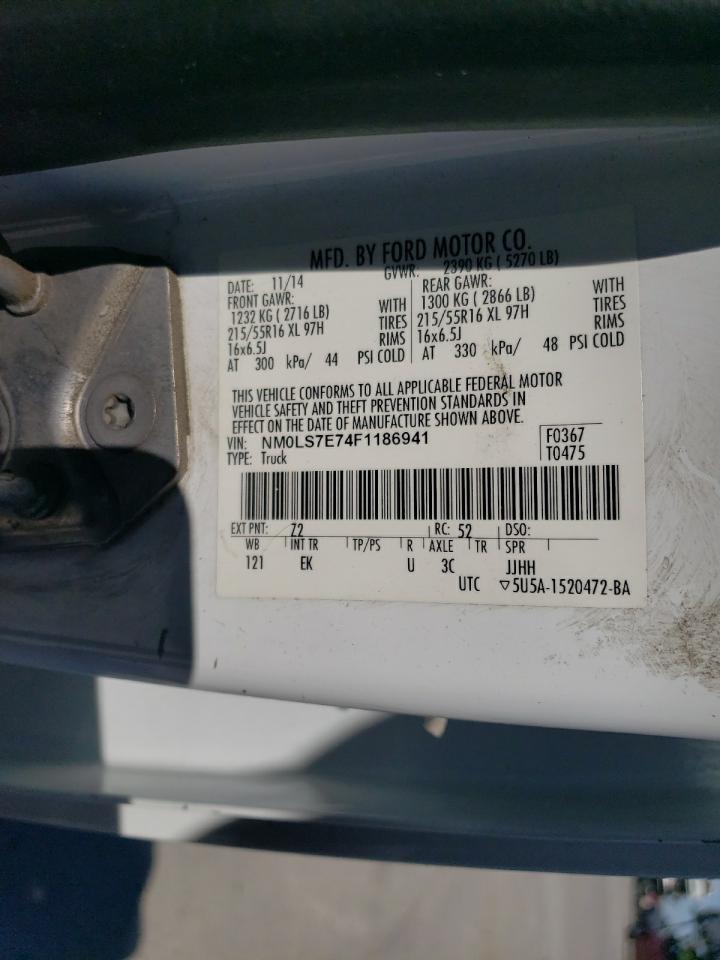 MFD. BY FORD MOTOR CO.
DATE: 11/14 GVWR: 2390 KG ( 5270 LB)
FRONT GAWR: REAR GAWR:
1232 KG ( 2716 LB) WITH 1300 KG ( 2866 LB) WITH
215/55R16 XL 97H TIRES 215/55R16 XL 97H TIRES
16x6.5J RIMS 16x6.5J RIMS
AT 300 kPa/ 44 PSI COLD AT 330 kPa/ 48 PSI COLD
THIS VEHICLE CONFORMS TO ALL APPLICABLE FEDERAL MOTOR
VEHICLE SAFETY AND THEFT PREVENTION STANDARDS IN
EFFECT ON THE DATE OF MANUFACTURE SHOWN ABOVE.
VIN: NM0LS7E74F1186941 F0367
TYPE: Truck T0475
EXT PNT: Z2 RC: 52 DSO:
WB INT TR TP/PS R AXLE TR SPR
121 EK U 3C JJHH
UTC ▽5U5A-1520472-BA